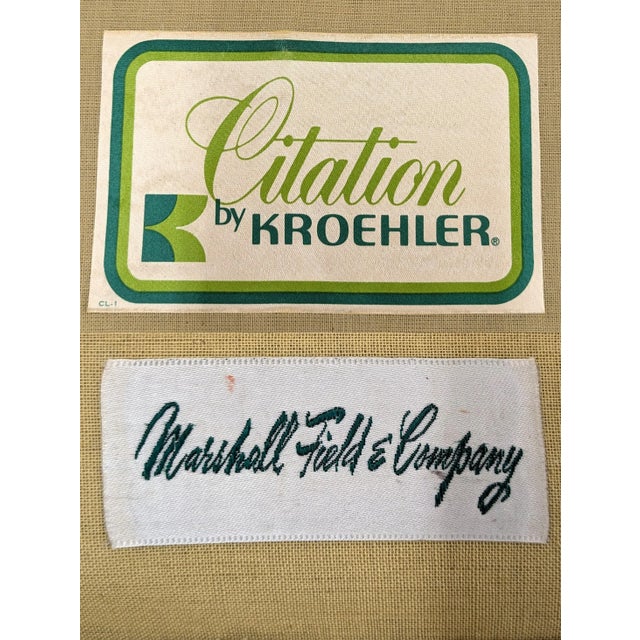 Citation
by KROEHLER®
CL-1
Marshall Field & Company